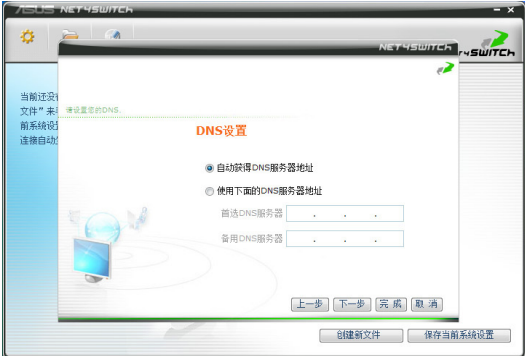 ASUS NET4SWITCH
NET4SWITCH
SWITCH
当前还没
文件”来
前系统设
连接自动
请设置您的DNS..
DNS设置
自动获得DNS服务器地址
使用下面的DNS服务器地址
首选DNS服务器 . . .
备用DNS服务器 . . .
上一步 下一步 完 成 取 消
创建新文件 保存当前系统设置